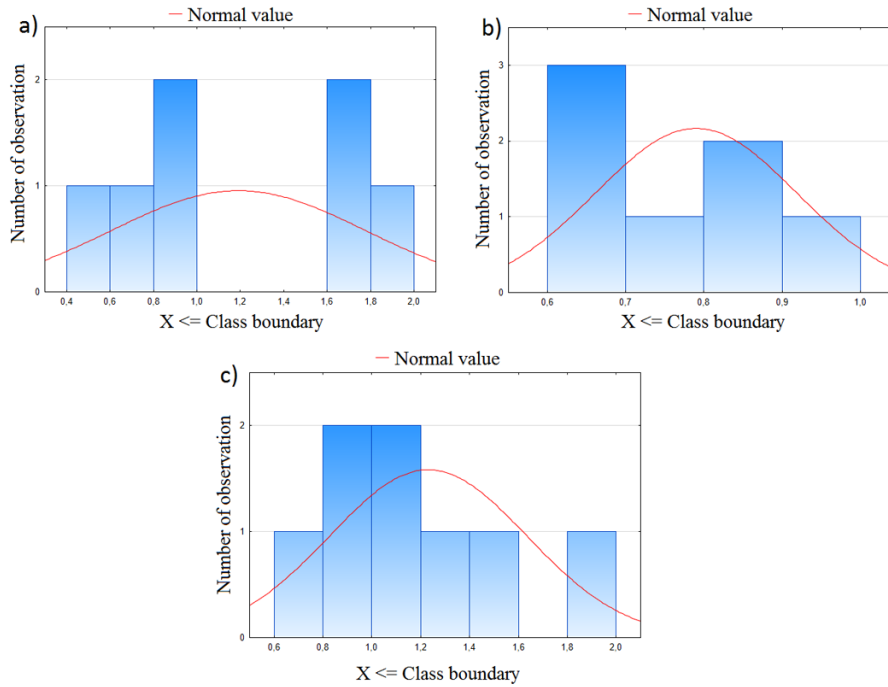 a)
— Normal value
Number of observation
2
1
0
0,4 0,6 0,8 1,0 1,2 1,4 1,6 1,8 2,0
X <= Class boundary
b)
— Normal value
Number of observation
3
2
1
0
0,6 0,7 0,8 0,9 1,0
X <= Class boundary
c)
— Normal value
Number of observation
2
1
0
0,6 0,8 1,0 1,2 1,4 1,6 1,8 2,0
X <= Class boundary